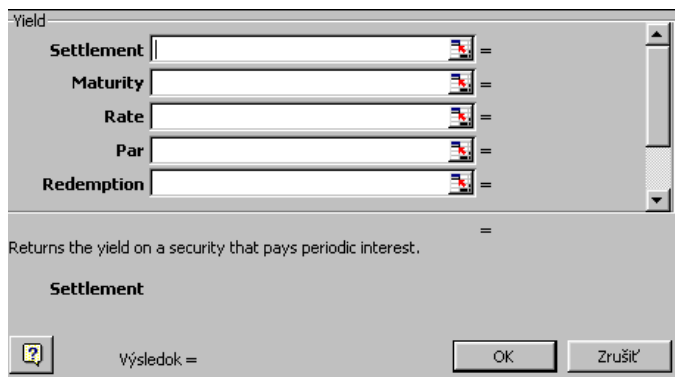 Yield
Settlement =
Maturity =
Rate =
Par =
Redemption =
=
Returns the yield on a security that pays periodic interest.
Settlement
Výsledok =
OK
Zrušiť